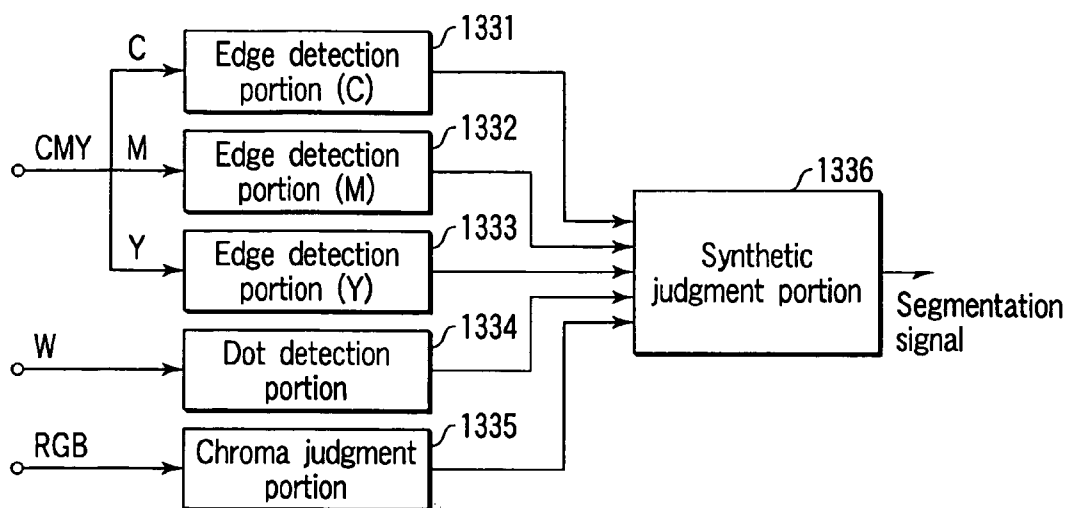 1331
C
Edge detection
portion (C)
1332
CMY
M
Edge detection
portion (M)
1336
1333
Y
Edge detection
portion (Y)
Synthetic
judgment portion
Segmentation
signal
1334
W
Dot detection
portion
1335
RGB
Chroma judgment
portion